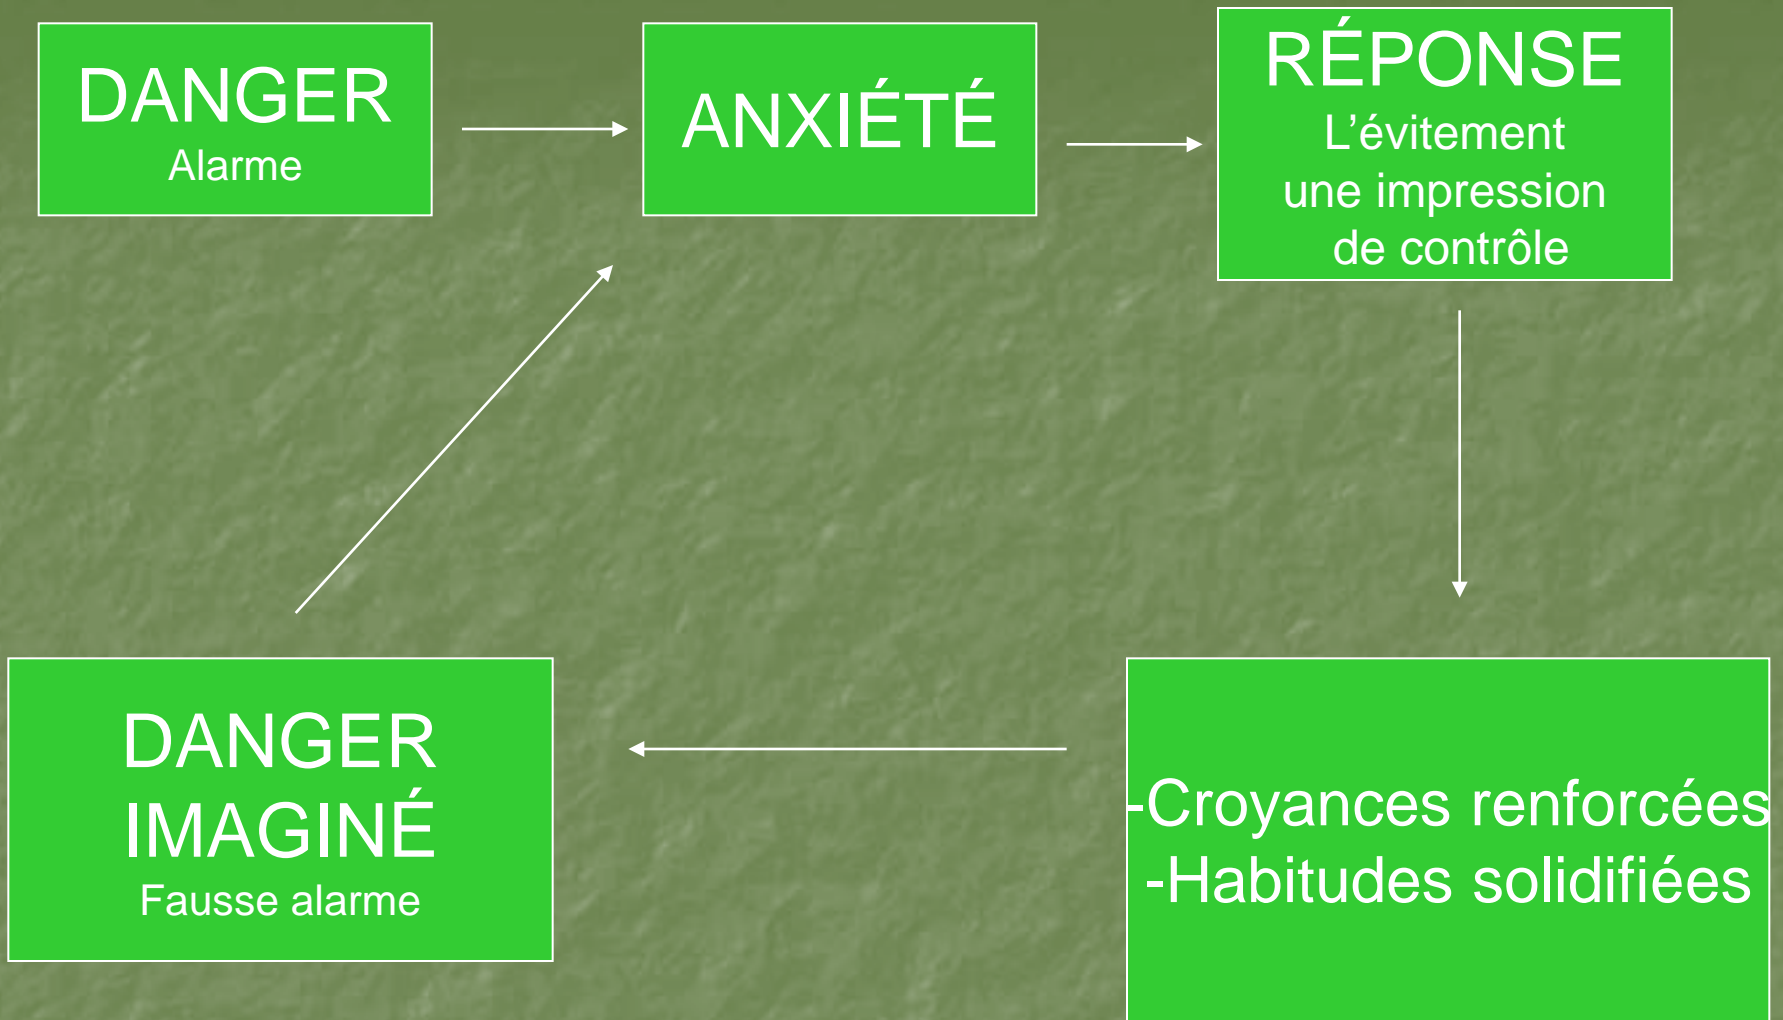 DANGER
Alarme
ANXIÉTÉ
RÉPONSE
L’évitement
une impression
de contrôle
DANGER
IMAGINÉ
Fausse alarme
-Croyances renforcées
-Habitudes solidifiées